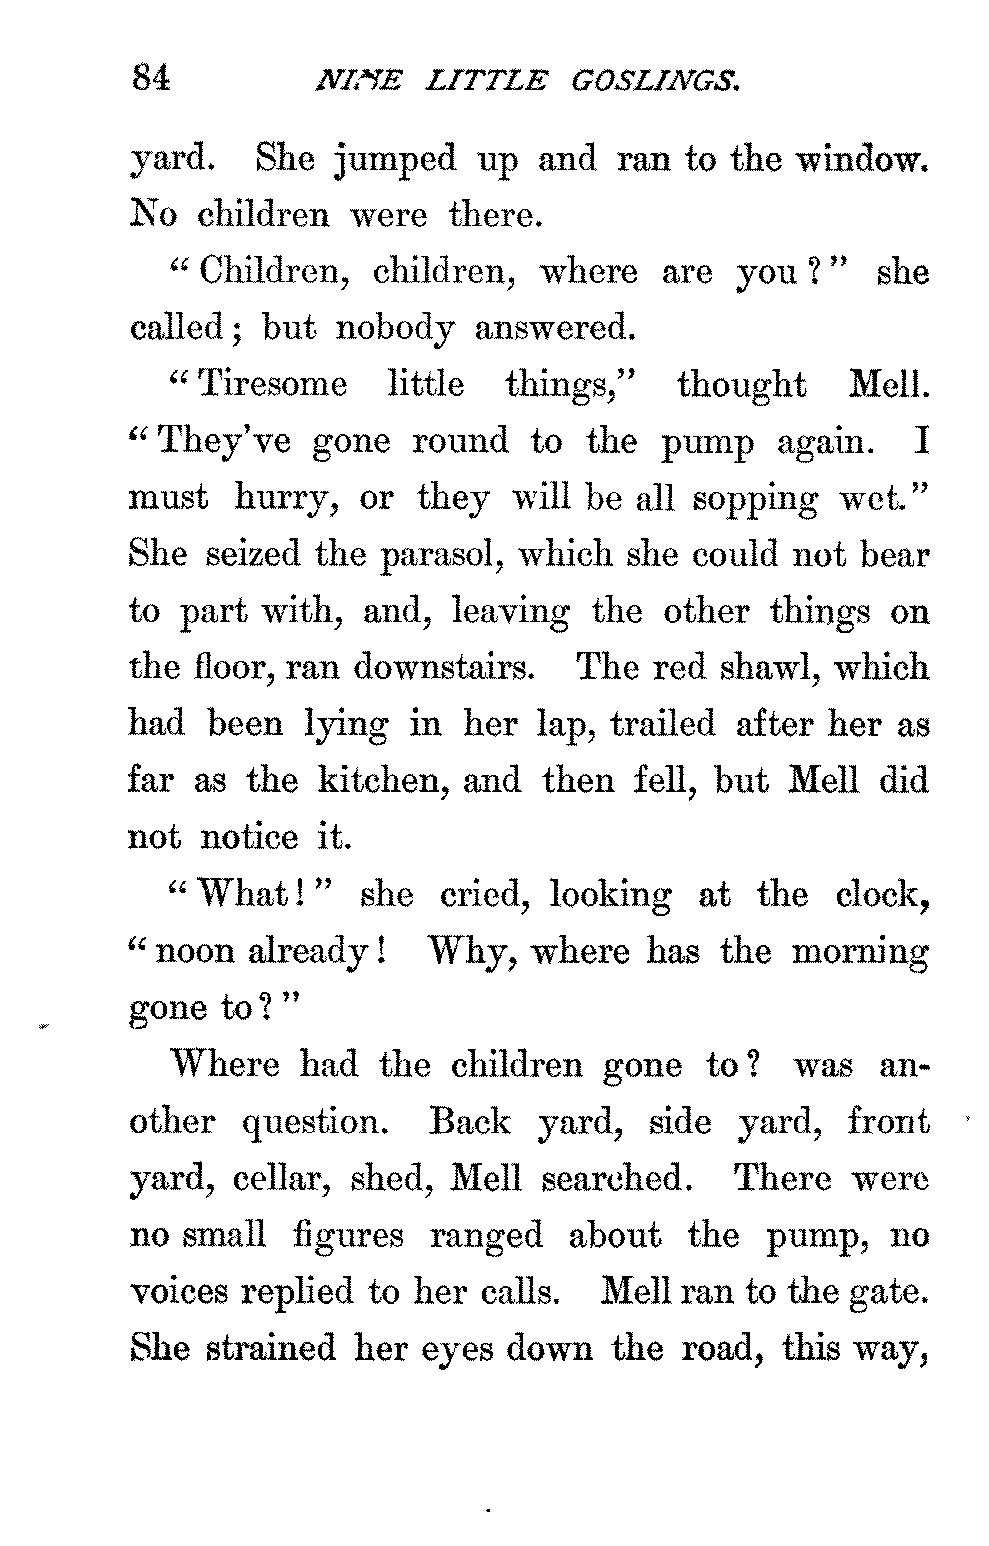 84 NINE LITTLE GOSLINGS.
yard. She jumped up and ran to the window.
No children were there.
“Children, children, where are you?” she
called; but nobody answered.
“Tiresome little things,” thought Mell.
“They've gone round to the pump again. I
must hurry, or they will be all sopping wet.”
She seized the parasol, which she could not bear
to part with, and, leaving the other things on
the floor, ran downstairs. The red shawl, which
had been lying in her lap, trailed after her as
far as the kitchen, and then fell, but Mell did
not notice it.
“What!” she cried, looking at the clock,
“noon already! Why, where has the morning
gone to?”
Where had the children gone to? was an-
other question. Back yard, side yard, front
yard, cellar, shed, Mell searched. There were
no small figures ranged about the pump, no
voices replied to her calls. Mell ran to the gate.
She strained her eyes down the road, this way,